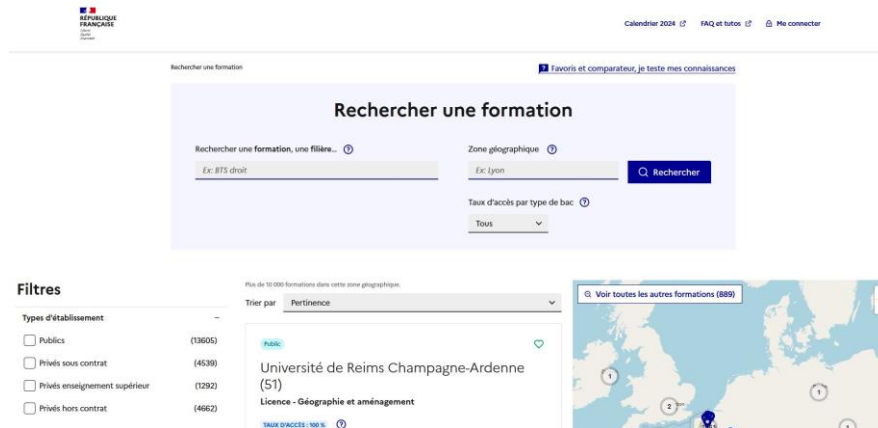 RÉPUBLIQUE
FRANÇAISE
Liberté
Égalité
Fraternité
Calendrier 2024 FAQ et tutos Me connecter
Rechercher une formation
Favoris et comparateur, je teste mes connaissances
Rechercher une formation
Rechercher une formation, une filière... ?
Ex: BTS droit
Zone géographique ?
Ex: Lyon
Rechercher
Taux d'accès par type de bac ?
Tous
Filtres
Types d'établissement −
Publics (13605)
Privés sous contrat (4539)
Privés enseignement supérieur (1292)
Privés hors contrat (4662)
Plus de 10 000 formations dans cette zone géographique.
Trier par Pertinence
Public
Université de Reims Champagne-Ardenne
(51)
Licence - Géographie et aménagement
TAUX D'ACCÈS : 100 % ?
Voir toutes les autres formations (889)
1
1
2
1